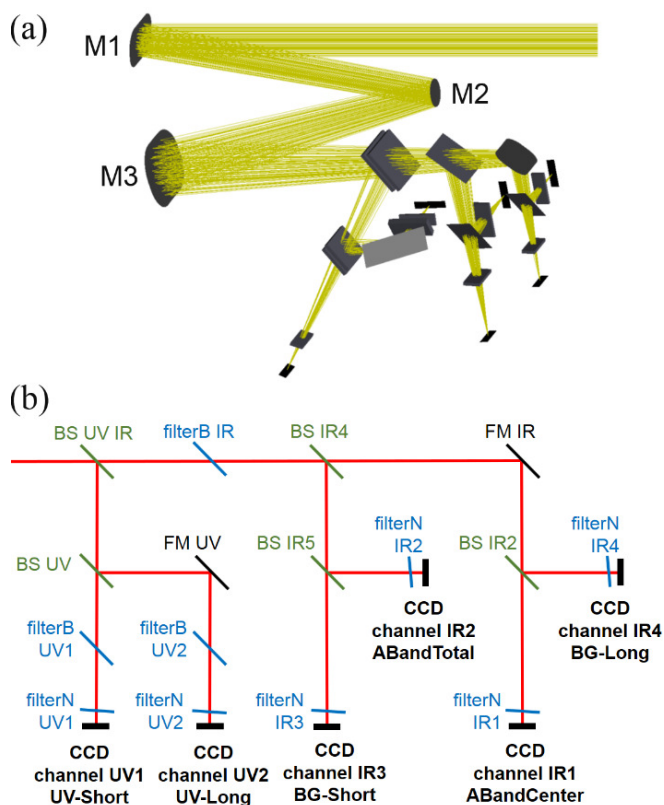 (a)
M1
M2
M3
(b)
BS UV IR
filterB IR
BS IR4
FM IR
BS UV
FM UV
BS IR5
filterN
IR2
BS IR2
filterN
IR4
CCD
channel IR2
ABandTotal
CCD
channel IR4
BG-Long
filterB
UV1
filterB
UV2
filterN
UV1
filterN
UV2
filterN
IR3
filterN
IR1
CCD
channel UV1
UV-Short
CCD
channel UV2
UV-Long
CCD
channel IR3
BG-Short
CCD
channel IR1
ABandCenter